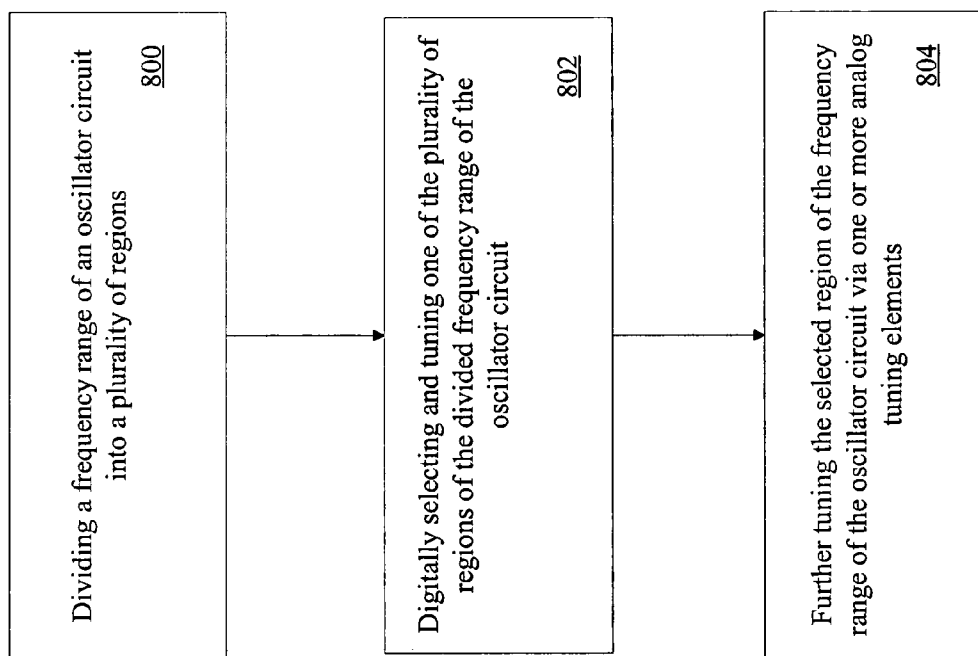 Dividing a frequency range of an oscillator circuit
into a plurality of regions
800
Digitally selecting and tuning one of the plurality of
regions of the divided frequency range of the
oscillator circuit
802
Further tuning the selected region of the frequency
range of the oscillator circuit via one or more analog
tuning elements
804